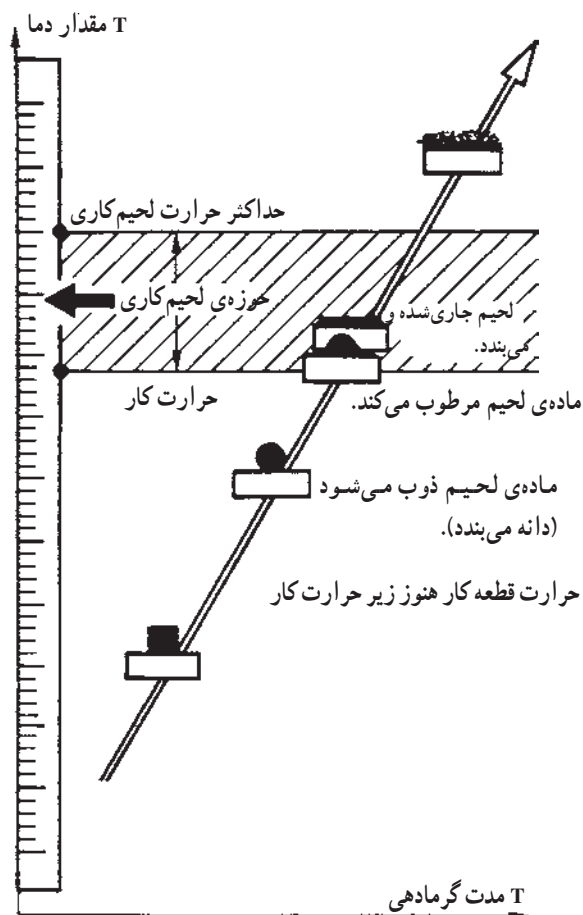 T مقدار دما
حداکثر حرارت لحیم‌کاری
حوزه‌ی لحیم‌کاری
لحیم جاری‌شده و
می‌بندد.
حرارت کار
ماده‌ی لحیم مرطوب می‌کند.
ماده‌ی لحیم ذوب می‌شود
(دانه می‌بندد).
حرارت قطعه کار هنوز زیر حرارت کار
T مدت گرمادهی